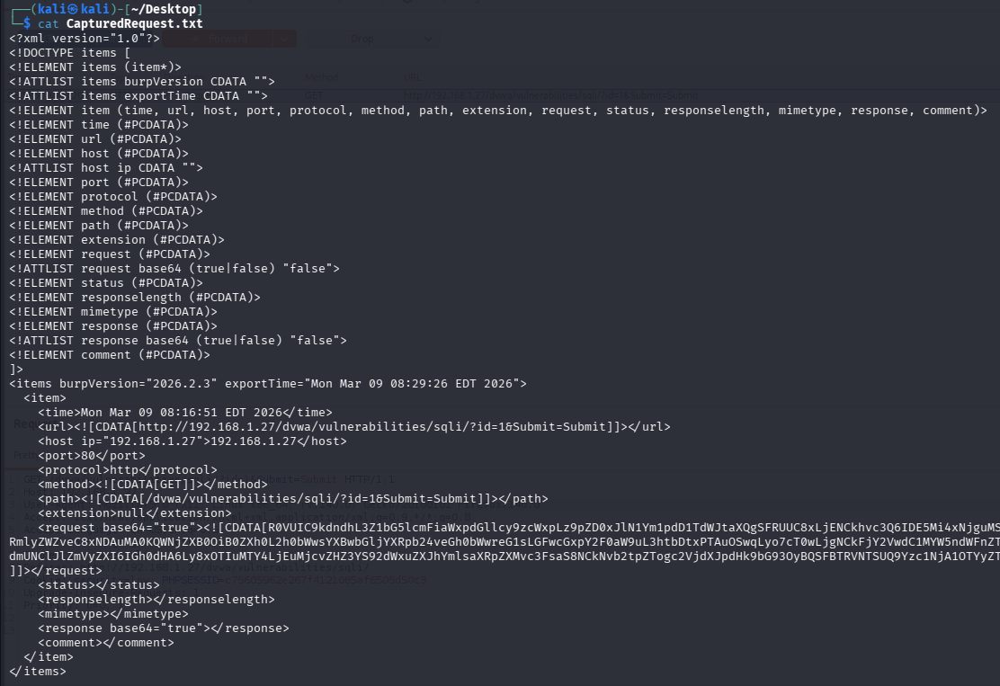 ┌──(kali㉿kali)-[~/Desktop]
└─$ cat CapturedRequest.txt
<?xml version="1.0"?>
<!DOCTYPE items [
<!ELEMENT items (item*)>
<!ATTLIST items burpVersion CDATA "">
<!ATTLIST items exportTime CDATA "">
<!ELEMENT item (time, url, host, port, protocol, method, path, extension, request, status, responselength, mimetype, response, comment)>
<!ELEMENT time (#PCDATA)>
<!ELEMENT url (#PCDATA)>
<!ELEMENT host (#PCDATA)>
<!ATTLIST host ip CDATA "">
<!ELEMENT port (#PCDATA)>
<!ELEMENT protocol (#PCDATA)>
<!ELEMENT method (#PCDATA)>
<!ELEMENT path (#PCDATA)>
<!ELEMENT extension (#PCDATA)>
<!ELEMENT request (#PCDATA)>
<!ATTLIST request base64 (true|false) "false">
<!ELEMENT status (#PCDATA)>
<!ELEMENT responselength (#PCDATA)>
<!ELEMENT mimetype (#PCDATA)>
<!ELEMENT response (#PCDATA)>
<!ATTLIST response base64 (true|false) "false">
<!ELEMENT comment (#PCDATA)>
]>
<items burpVersion="2026.2.3" exportTime="Mon Mar 09 08:29:26 EDT 2026">
  <item>
    <time>Mon Mar 09 08:16:51 EDT 2026</time>
    <url><![CDATA[http://192.168.1.27/dvwa/vulnerabilities/sqli/?id=1&Submit=Submit]]></url>
    <host ip="192.168.1.27">192.168.1.27</host>
    <port>80</port>
    <protocol>http</protocol>
    <method><![CDATA[GET]]></method>
    <path><![CDATA[/dvwa/vulnerabilities/sqli/?id=1&Submit=Submit]]></path>
    <extension>null</extension>
    <request base64="true"><![CDATA[
]]></request>
    <status></status>
    <responselength></responselength>
    <mimetype></mimetype>
    <response base64="true"></response>
    <comment></comment>
  </item>
</items>